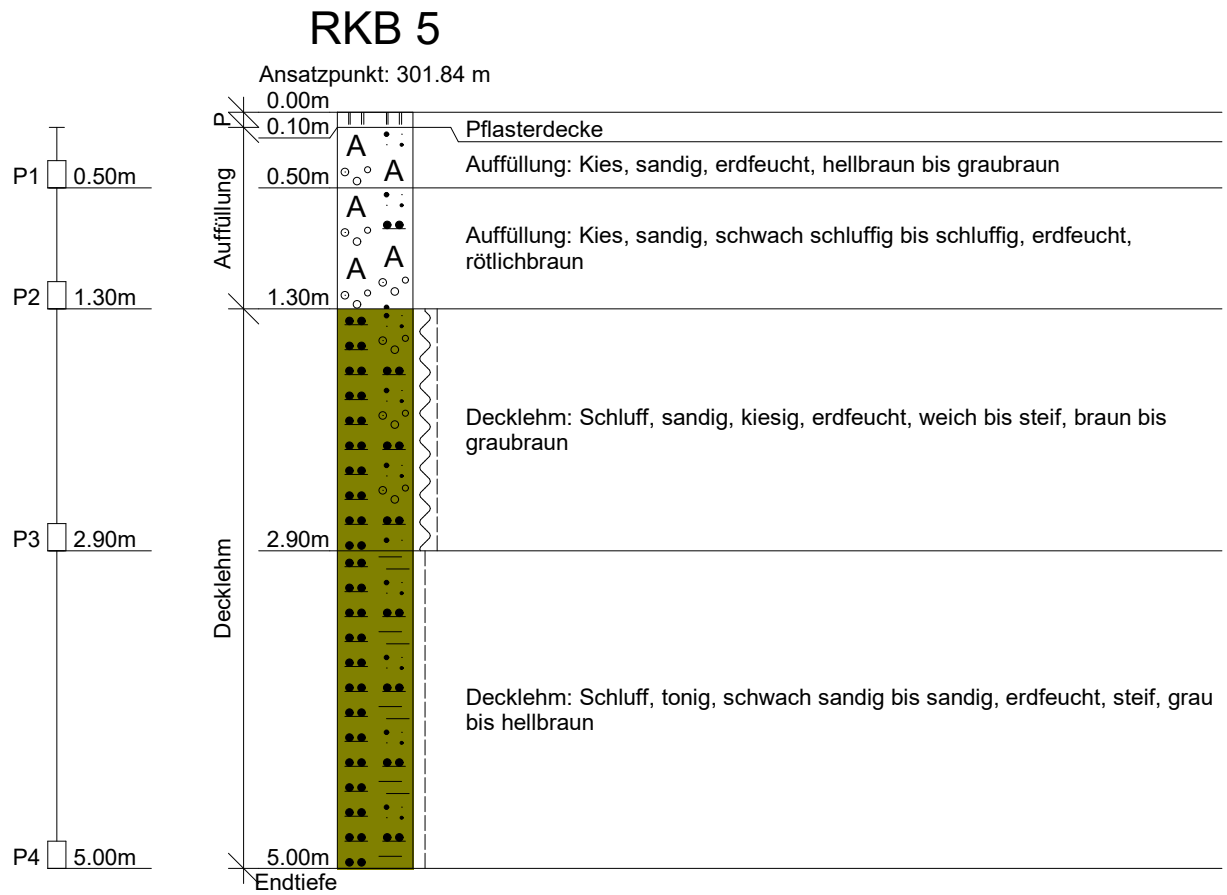 RKB 5
Ansatzpunkt: 301.84 m
0.00m
P
0.10m
Pflasterdecke
A
Auffüllung: Kies, sandig, erdfeucht, hellbraun bis graubraun
A
P1 0.50m
0.50m
Auffüllung
A
Auffüllung: Kies, sandig, schwach schluffig bis schluffig, erdfeucht,
rötlichbraun
A
A
P2 1.30m
1.30m
Decklehm: Schluff, sandig, kiesig, erdfeucht, weich bis steif, braun bis
graubraun
P3 2.90m
2.90m
Decklehm
Decklehm: Schluff, tonig, schwach sandig bis sandig, erdfeucht, steif, grau
bis hellbraun
P4 5.00m
5.00m
Endtiefe